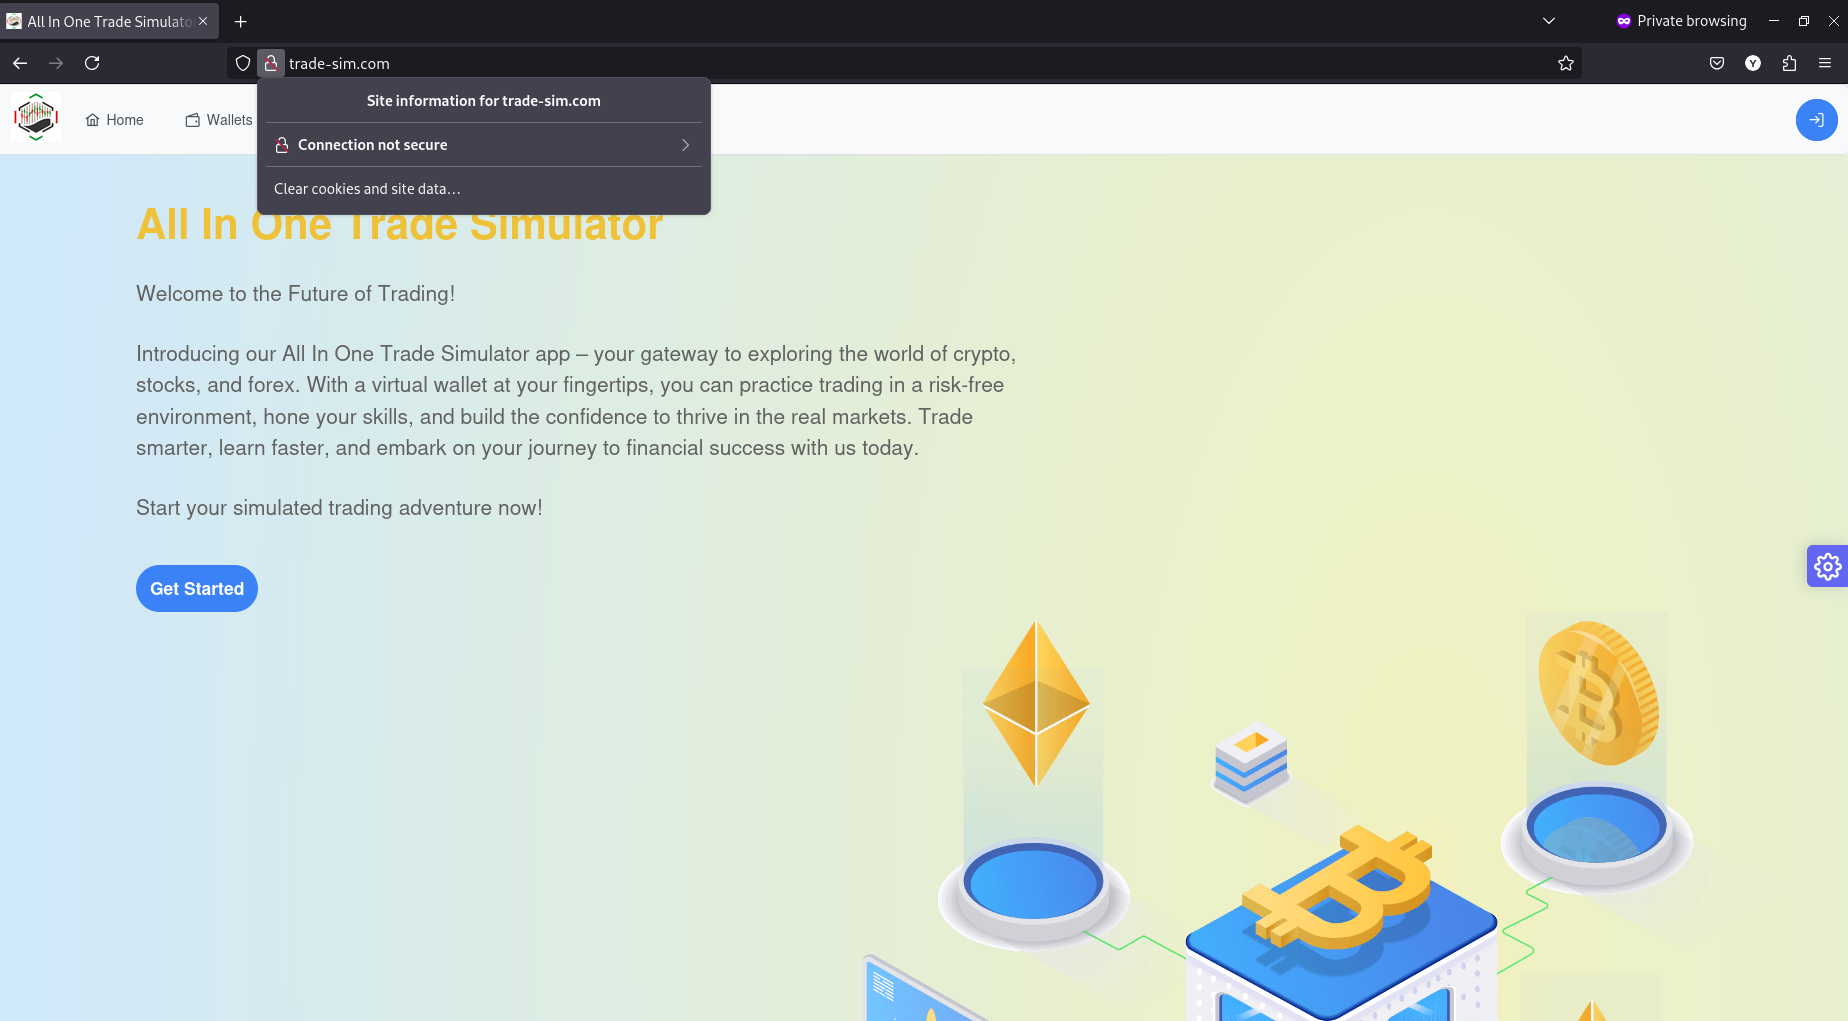 All In One Trade Simulato
Private browsing
trade-sim.com
Y
Site information for trade-sim.com
Home
Wallets
Connection not secure
Clear cookies and site data...
All In One Trade Simulator
Welcome to the Future of Trading!
Introducing our All In One Trade Simulator app – your gateway to exploring the world of crypto,
stocks, and forex. With a virtual wallet at your fingertips, you can practice trading in a risk-free
environment, hone your skills, and build the confidence to thrive in the real markets. Trade
smarter, learn faster, and embark on your journey to financial success with us today.
Start your simulated trading adventure now!
Get Started